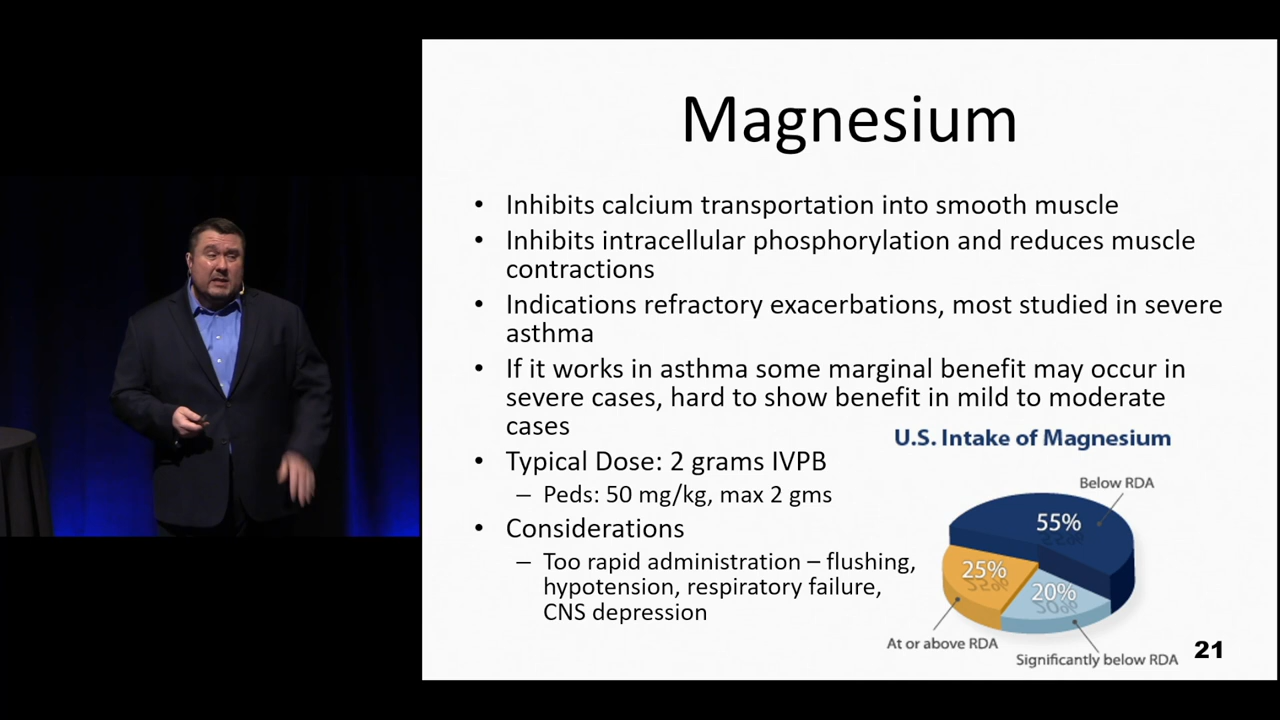 Magnesium
• Inhibits calcium transportation into smooth muscle
• Inhibits intracellular phosphorylation and reduces muscle
contractions
• Indications refractory exacerbations, most studied in severe
asthma
• If it works in asthma some marginal benefit may occur in
severe cases, hard to show benefit in mild to moderate
cases
• Typical Dose: 2 grams IVPB
– Peds: 50 mg/kg, max 2 gms
• Considerations
– Too rapid administration – flushing,
hypotension, respiratory failure,
CNS depression
U.S. Intake of Magnesium
Below RDA
55%
25%
20%
At or above RDA
Significantly below RDA
21